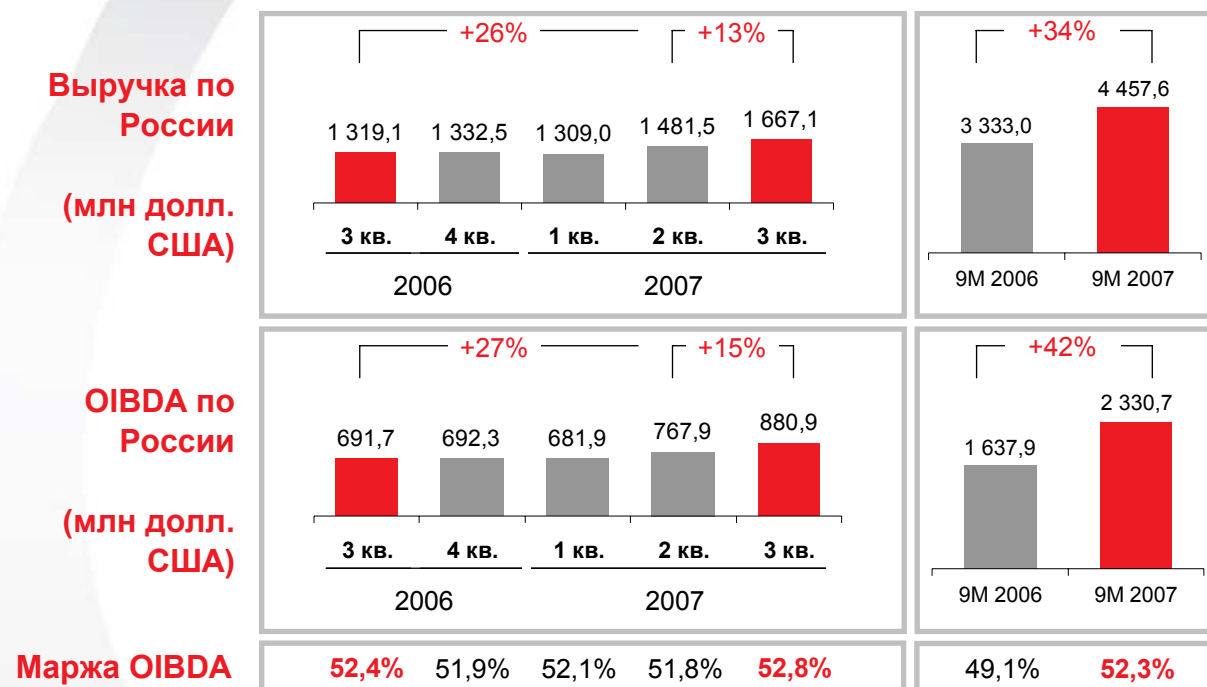 Выручка по
России
(млн долл.
США)
+26% +13%
1 319,1 1 332,5 1 309,0 1 481,5 1 667,1
3 кв. 4 кв. 1 кв. 2 кв. 3 кв.
2006 2007
+34%
3 333,0 4 457,6
9М 2006 9М 2007
OIBDA по
России
(млн долл.
США)
+27% +15%
691,7 692,3 681,9 767,9 880,9
3 кв. 4 кв. 1 кв. 2 кв. 3 кв.
2006 2007
+42%
1 637,9 2 330,7
9М 2006 9М 2007
Маржа OIBDA 52,4% 51,9% 52,1% 51,8% 52,8% 49,1% 52,3%